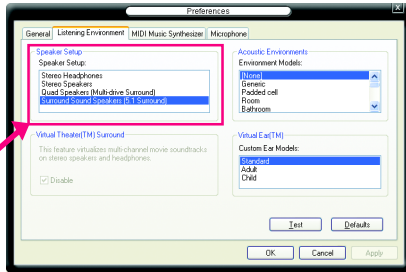 Preferences
X
General Listening Environment MIDI Music Synthesizer Microphone
Speaker Setup
Speaker Setup:
Stereo Headphones
Stereo Speakers
Quad Speakers (Multi-drive Surround)
Surround Sound Speakers (5.1 Surround)
Acoustic Environments
Environment Models:
[None]
Generic
Padded cell
Room
Bathroom
Virtual Theater(TM) Surround
This feature virtualizes multi-channel movie soundtracks
on stereo speakers and headphones
Disable
Virtual Ear(TM)
Custom Ear Models:
Standard
Adult
Child
Test Defaults
OK Cancel Apply